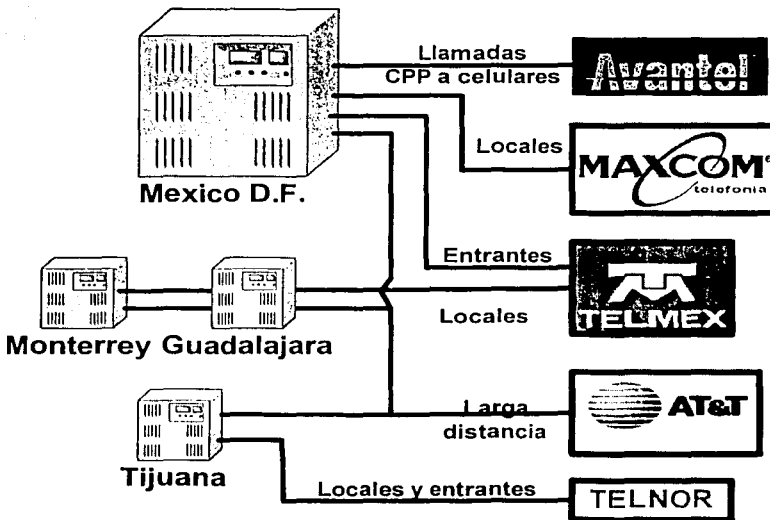 Llamadas
CPP a celulares
Avantel
Locales
MAXCOM
telefonia
Mexico D.F.
Entrantes
TELMEX
Locales
Monterrey Guadalajara
Larga
distancia
AT&T
Tijuana
Locales y entrantes
TELNOR